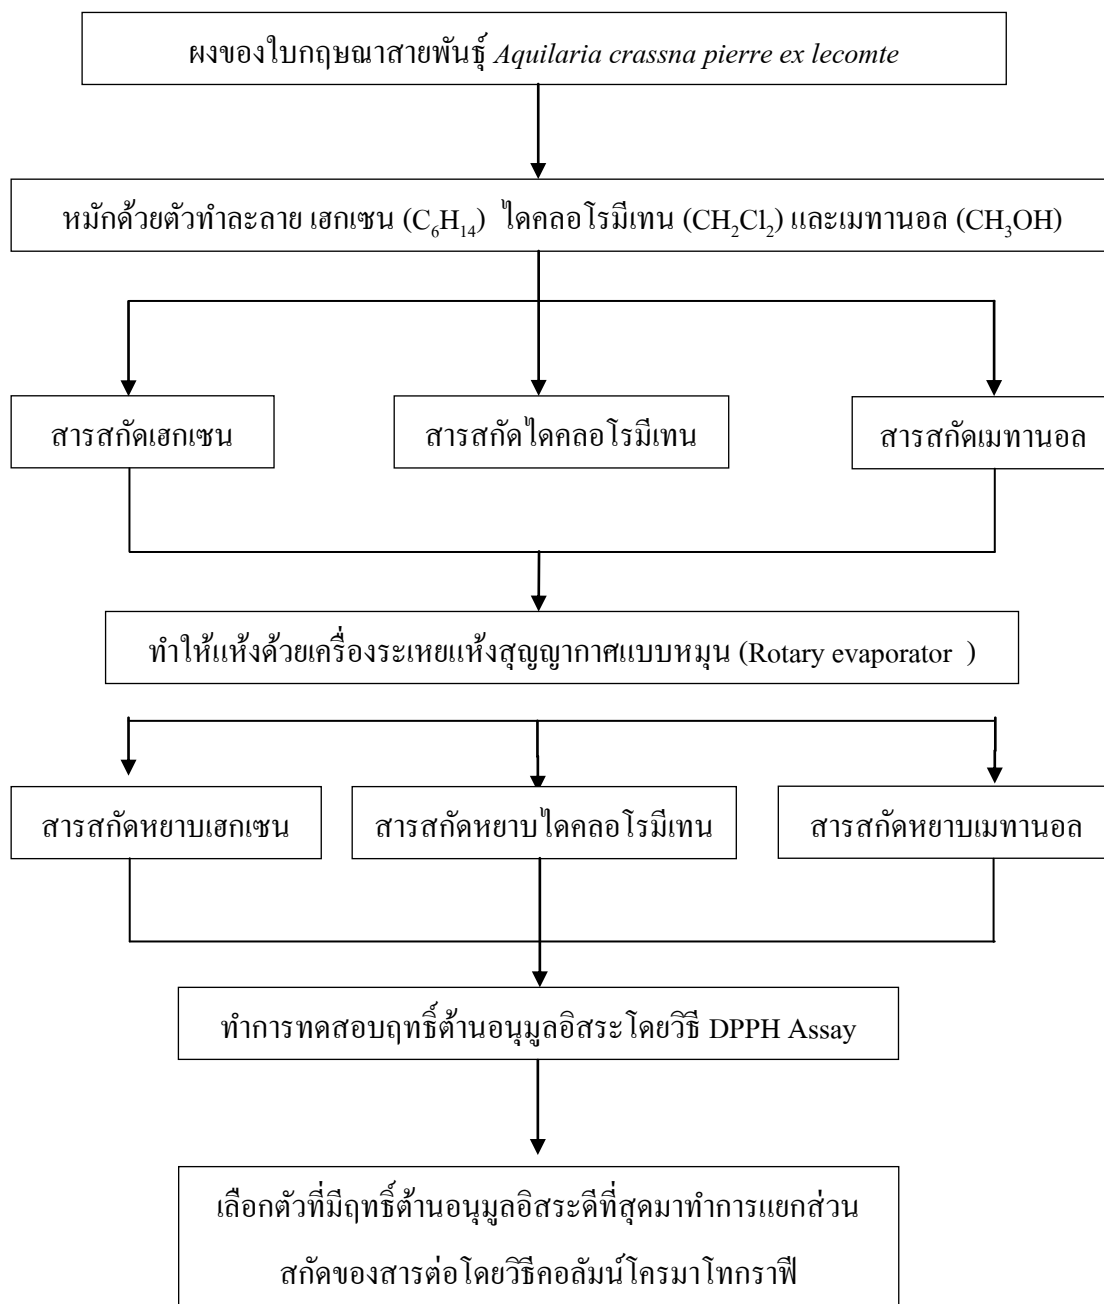 ผงของใบกฤษณาสายพันธุ์ Aquilaria crassna pierre ex lecomte
หมักด้วยตัวทำละลาย เฮกเซน (C₆H₁₄) ไดคลอโรมีเทน (CH₂Cl₂) และเมทานอล (CH₃OH)
สารสกัดเฮกเซน
สารสกัดไดคลอโรมีเทน
สารสกัดเมทานอล
ทำให้แห้งด้วยเครื่องระเหยแห้งสุญญากาศแบบหมุน (Rotary evaporator )
สารสกัดหยาบเฮกเซน
สารสกัดหยาบไดคลอโรมีเทน
สารสกัดหยาบเมทานอล
ทำการทดสอบฤทธิ์ต้านอนุมูลอิสระโดยวิธี DPPH Assay
เลือกตัวที่มีฤทธิ์ต้านอนุมูลอิสระดีที่สุดมาทำการแยกส่วน
สกัดของสารต่อโดยวิธีคอลัมน์โครมาโทกราฟี